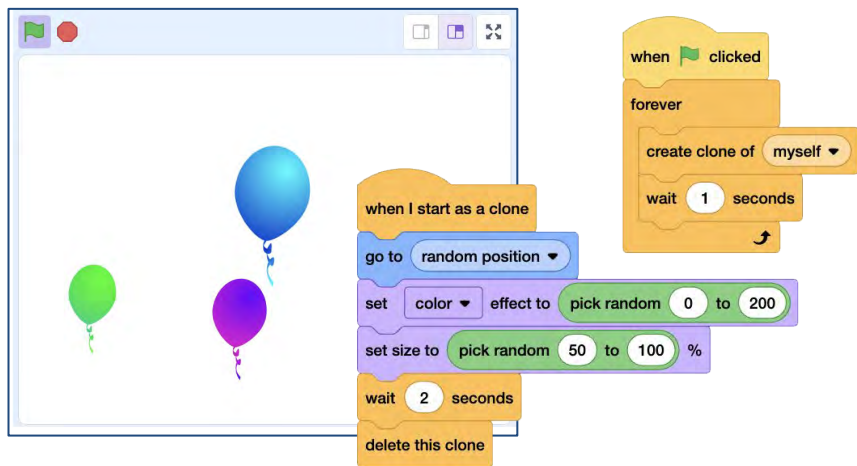 when clicked
forever
create clone of myself
wait 1 seconds
when I start as a clone
go to random position
set color effect to pick random 0 to 200
set size to pick random 50 to 100 %
wait 2 seconds
delete this clone